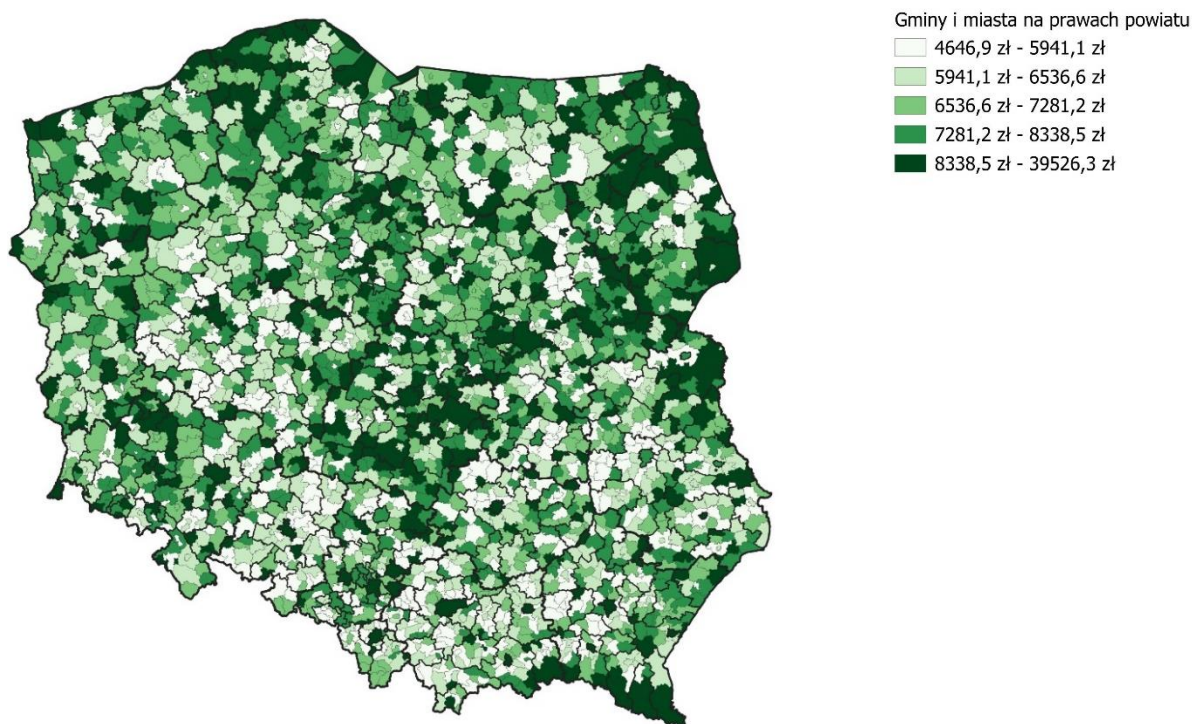 Gminy i miasta na prawach powiatu
4646,9 zł - 5941,1 zł
5941,1 zł - 6536,6 zł
6536,6 zł - 7281,2 zł
7281,2 zł - 8338,5 zł
8338,5 zł - 39526,3 zł